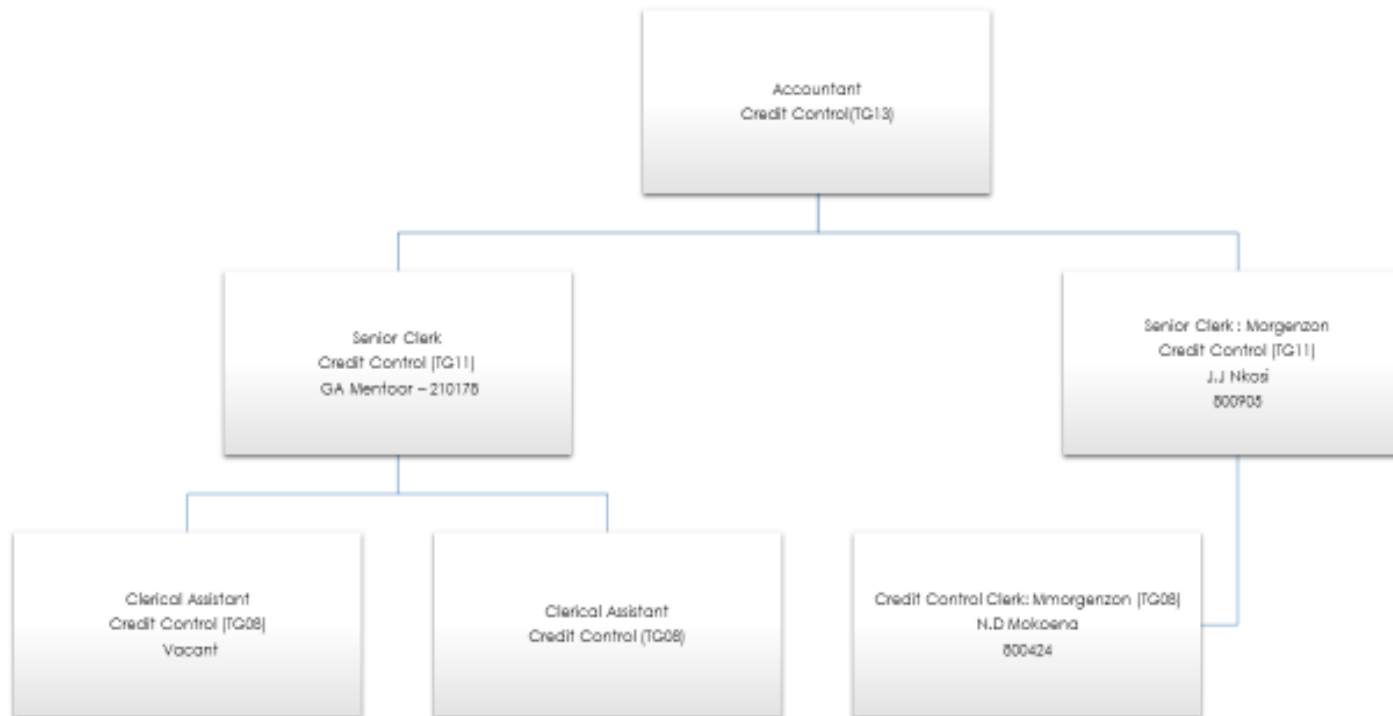 Accountant
Credit Control(TG13)
Senior Clerk
Credit Control (TG11)
GA Mentoor – 210178
Senior Clerk : Morgenzon
Credit Control (TG11)
J.J Nkosi
800905
Clerical Assistant
Credit Control (TG08)
Vacant
Clerical Assistant
Credit Control (TG08)
Credit Control Clerk: Mmorgenzon (TG08)
N.D Mokoena
800424